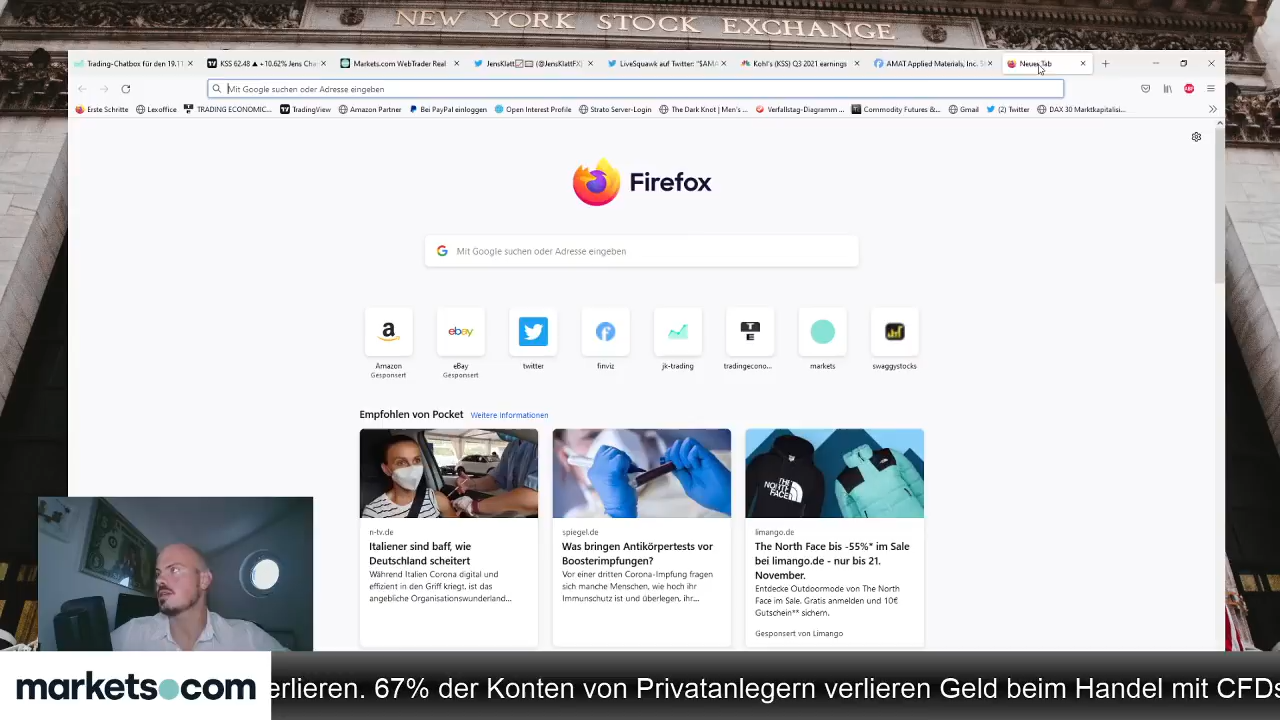 NEW YORK STOCK EXCHANGE
Trading-Chatbox für den 19.11
KSS 62.48 ▲ +10.62% Jens Cha
Markets.com WebTrader Real
(@JensKlattFX)
LiveSquawk auf Twitter: "$AMA
Kohl's (KSS) Q3 2021 earnings
AMAT Applied Materials, Inc.
Neuer Tab
Mit Google suchen oder Adresse eingeben
Erste Schritte
Lexoffice
TRADING ECONOMIC...
TradingView
Amazon Partner
Bei PayPal einloggen
Open Interest Profile
Strato Server-Login
The Dark Knot | Men's ...
Verfallstag-Diagramm ...
Commodity Futures &...
Gmail
(2) Twitter
DAX 30 Marktkapitalisi...
Firefox
Mit Google suchen oder Adresse eingeben
Amazon
Gesponsert
eBay
Gesponsert
twitter
finviz
jk-trading
tradingecono...
markets
swaggystocks
Empfohlen von Pocket Weitere Informationen
n-tv.de
Italiener sind baff, wie
Deutschland scheitert
Während Italien Corona digital und
effizient in den Griff kriegt, ist das
angebliche Organisationswunderland...
spiegel.de
Was bringen Antikörpertests vor
Boosterimpfungen?
Vor einer dritten Corona-Impfung fragen
sich manche Menschen, wie hoch ihr
Immunschutz ist und überlegen, ihr...
THE
NORTH
FACE
limango.de
The North Face bis -55%* im Sale
bei limango.de - nur bis 21.
November.
Entdecke Outdoormode von The North
Face im Sale. Gratis anmelden und 10€
Gutschein** sichern.
Gesponsert von Limango
markets.com
erlieren. 67% der Konten von Privatanlegern verlieren Geld beim Handel mit CFDs